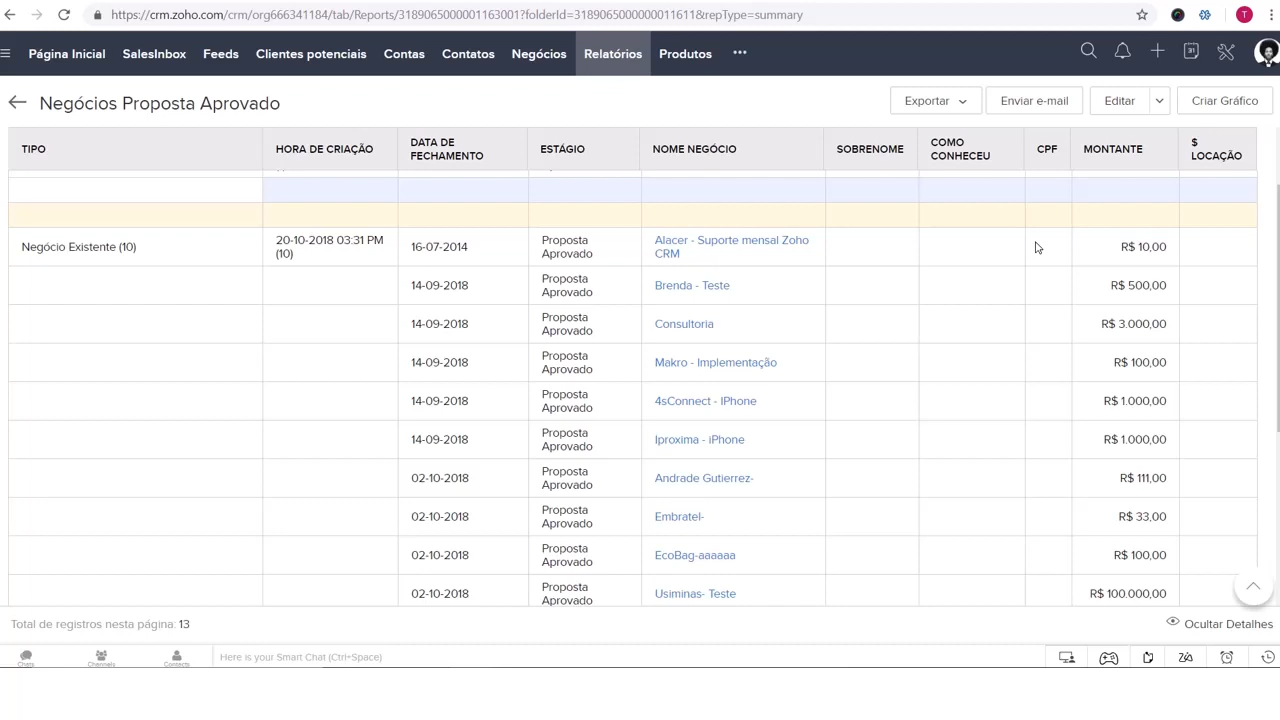 https://crm.zoho.com/crm/org666341184/tab/Reports/3189065000001163001?folderId=3189065000000011611&repType=summary
T
Página Inicial SalesInbox Feeds Clientes potenciais Contas Contatos Negócios Relatórios Produtos ••• 31
Negócios Proposta Aprovado Exportar Enviar e-mail Editar Criar Gráfico
TIPO HORA DE CRIAÇÃO DATA DE FECHAMENTO ESTÁGIO NOME NEGÓCIO SOBRENOME COMO CONHECEU CPF MONTANTE $ LOCAÇÃO
Negócio Existente (10) 20-10-2018 03:31 PM (10) 16-07-2014 Proposta Aprovado Alacer - Suporte mensal Zoho CRM R$ 10,00
14-09-2018 Proposta Aprovado Brenda - Teste R$ 500,00
14-09-2018 Proposta Aprovado Consultoria R$ 3.000,00
14-09-2018 Proposta Aprovado Makro - Implementação R$ 100,00
14-09-2018 Proposta Aprovado 4sConnect - IPhone R$ 1.000,00
14-09-2018 Proposta Aprovado Iproxima - iPhone R$ 1.000,00
02-10-2018 Proposta Aprovado Andrade Gutierrez- R$ 111,00
02-10-2018 Proposta Aprovado Embratel- R$ 33,00
02-10-2018 Proposta Aprovado EcoBag-aaaaaa R$ 100,00
02-10-2018 Proposta Aprovado Usiminas- Teste R$ 100.000,00
Total de registros nesta página: 13 Ocultar Detalhes
Chats Channels Contacts Here is your Smart Chat (Ctrl+Space)